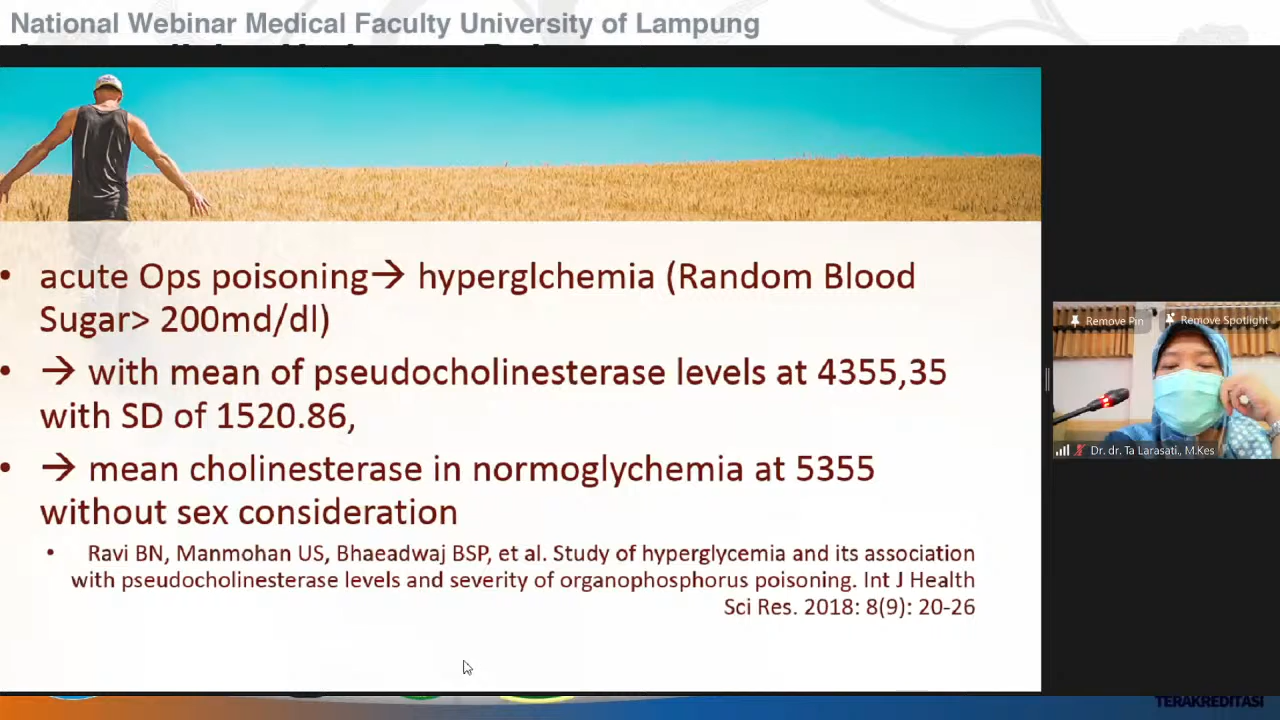 National Webinar Medical Faculty University of Lampung
• acute Ops poisoning→ hyperglchemia (Random Blood
Sugar> 200md/dl)
• → with mean of pseudocholinesterase levels at 4355,35
with SD of 1520.86,
• → mean cholinesterase in normoglychemia at 5355
without sex consideration
• Ravi BN, Manmohan US, Bhaeadwaj BSP, et al. Study of hyperglycemia and its association
with pseudocholinesterase levels and severity of organophosphorus poisoning. Int J Health
Sci Res. 2018: 8(9): 20-26
Remove Pin
Remove Spotlight
Dr. dr. Ta Larasati., M.Kes
TERAKREDITASI